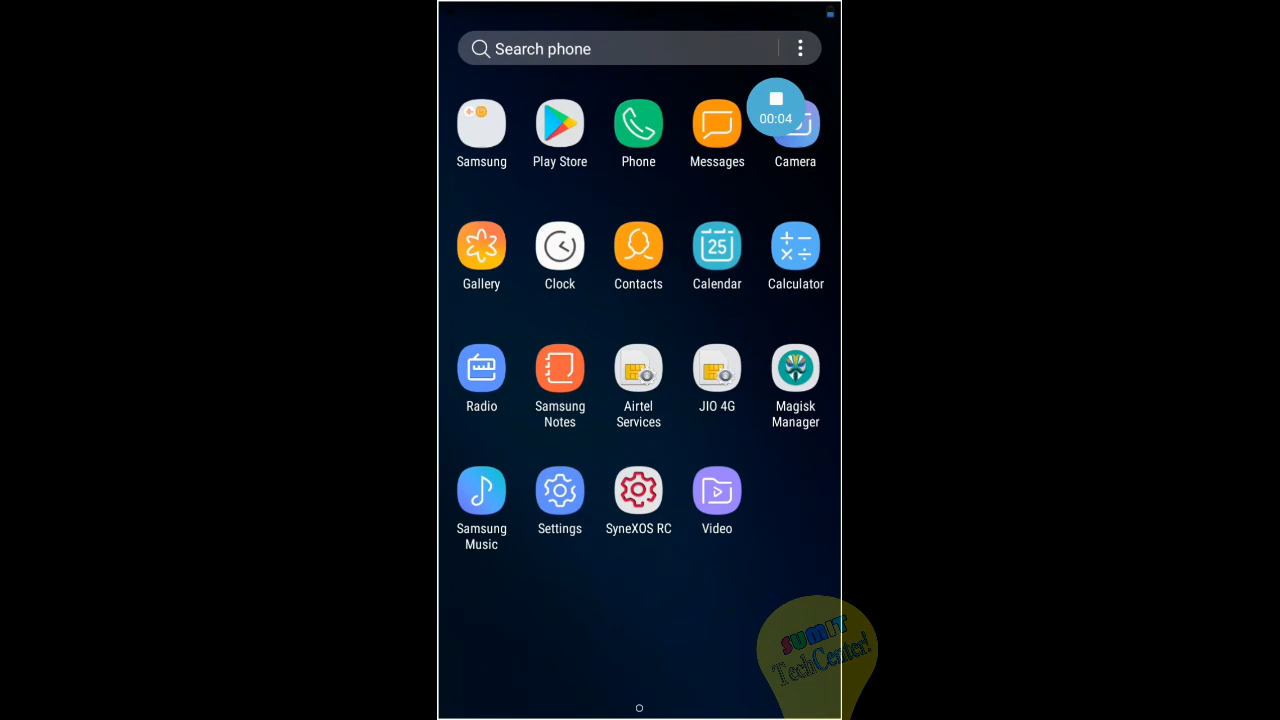 Search phone
00:04
Samsung
Play Store
Phone
Messages
Camera
Gallery
Clock
25
Contacts
Calendar
Calculator
Radio
Samsung
Notes
Airtel
Services
JIO 4G
Magisk
Manager
Samsung
Music
Settings
SyneXOS RC
Video
SUMIT
TechCenter!